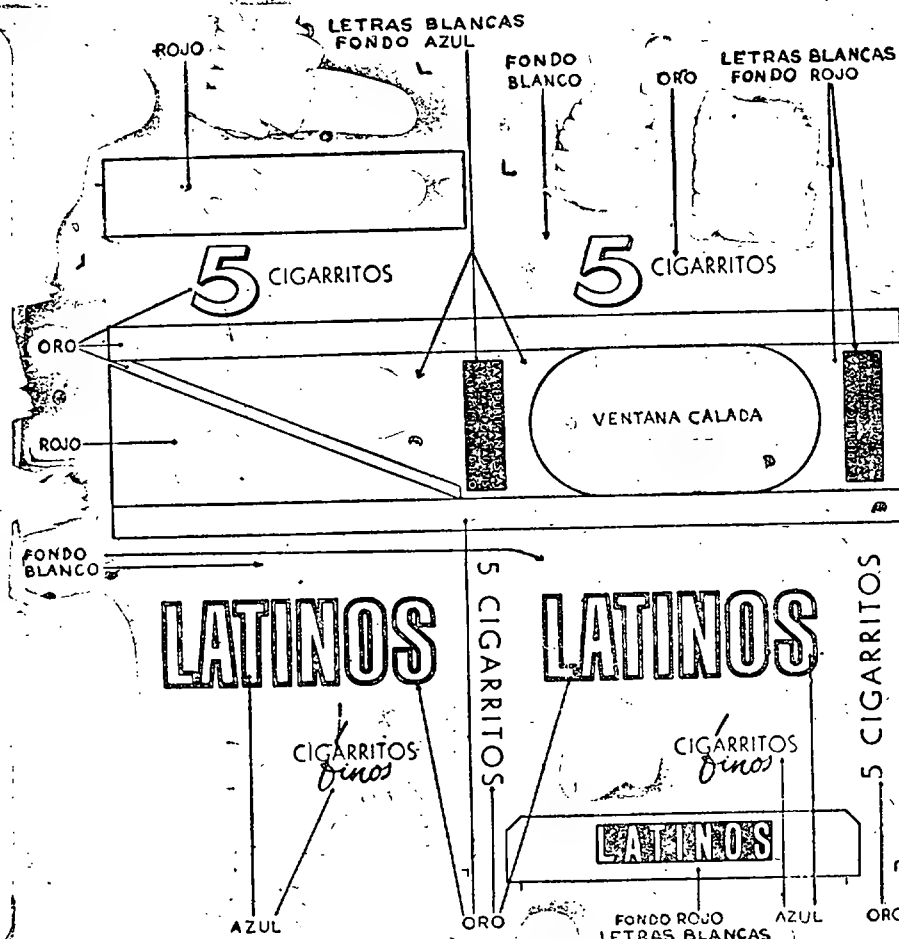 ROJO
LETRAS BLANCAS
FONDO AZUL
FONDO
BLANCO
ORO
LETRAS BLANCAS
FONDO ROJO
5 CIGARRITOS
5 CIGARRITOS
ORO
VENTANA CALADA
ROJO
FONDO
BLANCO
LATINOS
5 CIGARRITOS
LATINOS
5 CIGARRITOS
CIGARRITOS
finos
CIGARRITOS
finos
LATINOS
AZUL
ORO
FONDO ROJO
LETRAS BLANCAS
AZUL
ORO